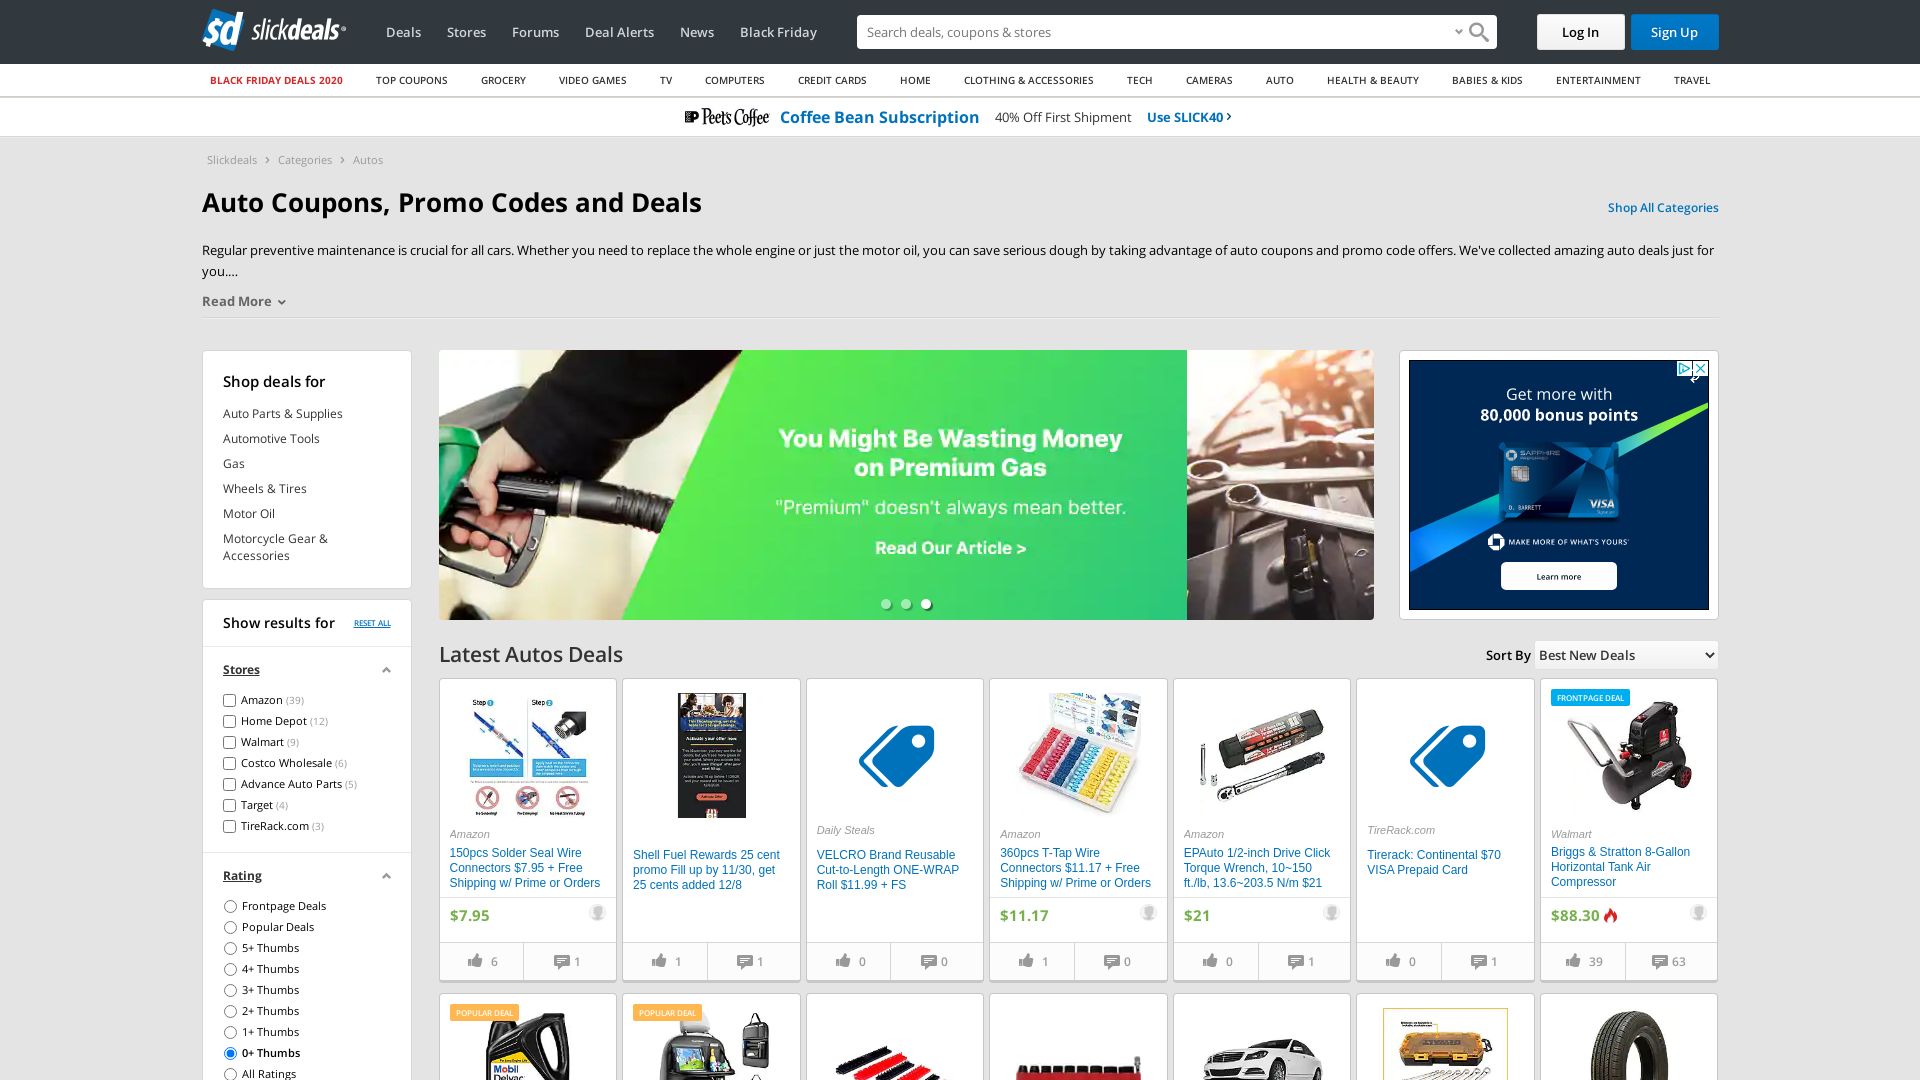 slickdeals
Deals
Stores
Forums
Deal Alerts
News
Black Friday
Search deals, coupons & stores
Log In
Sign Up
BLACK FRIDAY DEALS 2020
TOP COUPONS
GROCERY
VIDEO GAMES
TV
COMPUTERS
CREDIT CARDS
HOME
CLOTHING & ACCESSORIES
TECH
CAMERAS
AUTO
HEALTH & BEAUTY
BABIES & KIDS
ENTERTAINMENT
TRAVEL
Peet's Coffee Coffee Bean Subscription 40% Off First Shipment Use SLICK40
Slickdeals
Categories
Autos
Auto Coupons, Promo Codes and Deals
Shop All Categories
Regular preventive maintenance is crucial for all cars. Whether you need to replace the whole engine or just the motor oil, you can save serious dough by taking advantage of auto coupons and promo code offers. We've collected amazing auto deals just for
you.…
Read More
Shop deals for
Auto Parts & Supplies
Automotive Tools
Gas
Wheels & Tires
Motor Oil
Motorcycle Gear &
Accessories
Show results for
RESET ALL
Stores
Amazon (39)
Home Depot (12)
Walmart (9)
Costco Wholesale (6)
Advance Auto Parts (5)
Target (4)
TireRack.com (3)
Rating
Frontpage Deals
Popular Deals
5+ Thumbs
4+ Thumbs
3+ Thumbs
2+ Thumbs
1+ Thumbs
0+ Thumbs
All Ratings
You Might Be Wasting Money
on Premium Gas
"Premium" doesn't always mean better.
Read Our Article >
Get more with
80,000 bonus points
SAPPHIRE
D. BARRETT
VISA
MAKE MORE OF WHAT'S YOURS
Learn more
Latest Autos Deals
Sort By
Best New Deals
Step 1
Step 2
Amazon
150pcs Solder Seal Wire
Connectors $7.95 + Free
Shipping w/ Prime or Orders
$7.95
6
1
Shell Fuel Rewards 25 cent
promo Fill up by 11/30, get
25 cents added 12/8
1
1
Daily Steals
VELCRO Brand Reusable
Cut-to-Length ONE-WRAP
Roll $11.99 + FS
0
0
Amazon
360pcs T-Tap Wire
Connectors $11.17 + Free
Shipping w/ Prime or Orders
$11.17
1
0
Amazon
EPAuto 1/2-inch Drive Click
Torque Wrench, 10~150
ft./lb, 13.6~203.5 N/m $21
$21
0
1
TireRack.com
Tirerack: Continental $70
VISA Prepaid Card
0
1
FRONTPAGE DEAL
Walmart
Briggs & Stratton 8-Gallon
Horizontal Tank Air
Compressor
$88.30
39
63
POPULAR DEAL
Mobil
Delvac
POPULAR DEAL